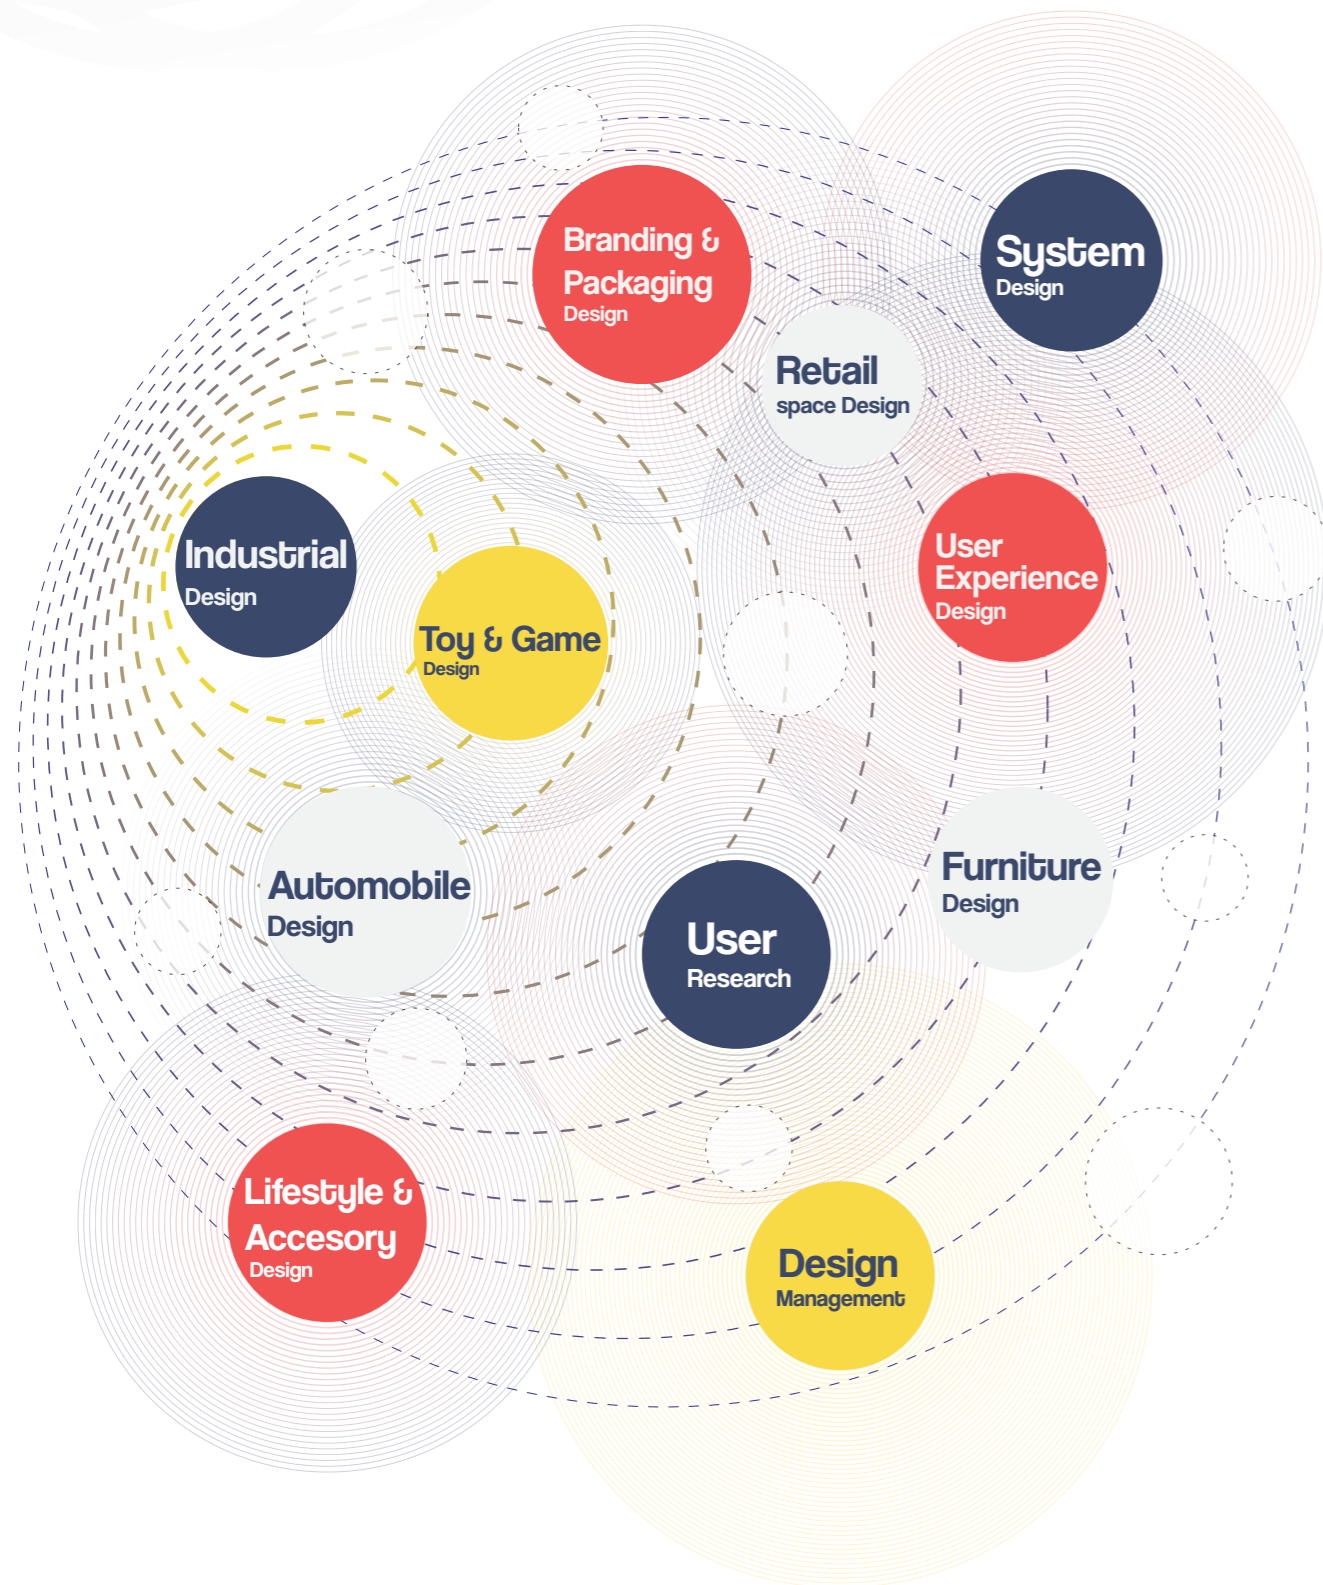 Branding &
Packaging
Design
System
Design
Retail
space Design
Industrial
Design
User
Experience
Design
Toy & Game
Design
Automobile
Design
Furniture
Design
User
Research
Lifestyle &
Accesory
Design
Design
Management